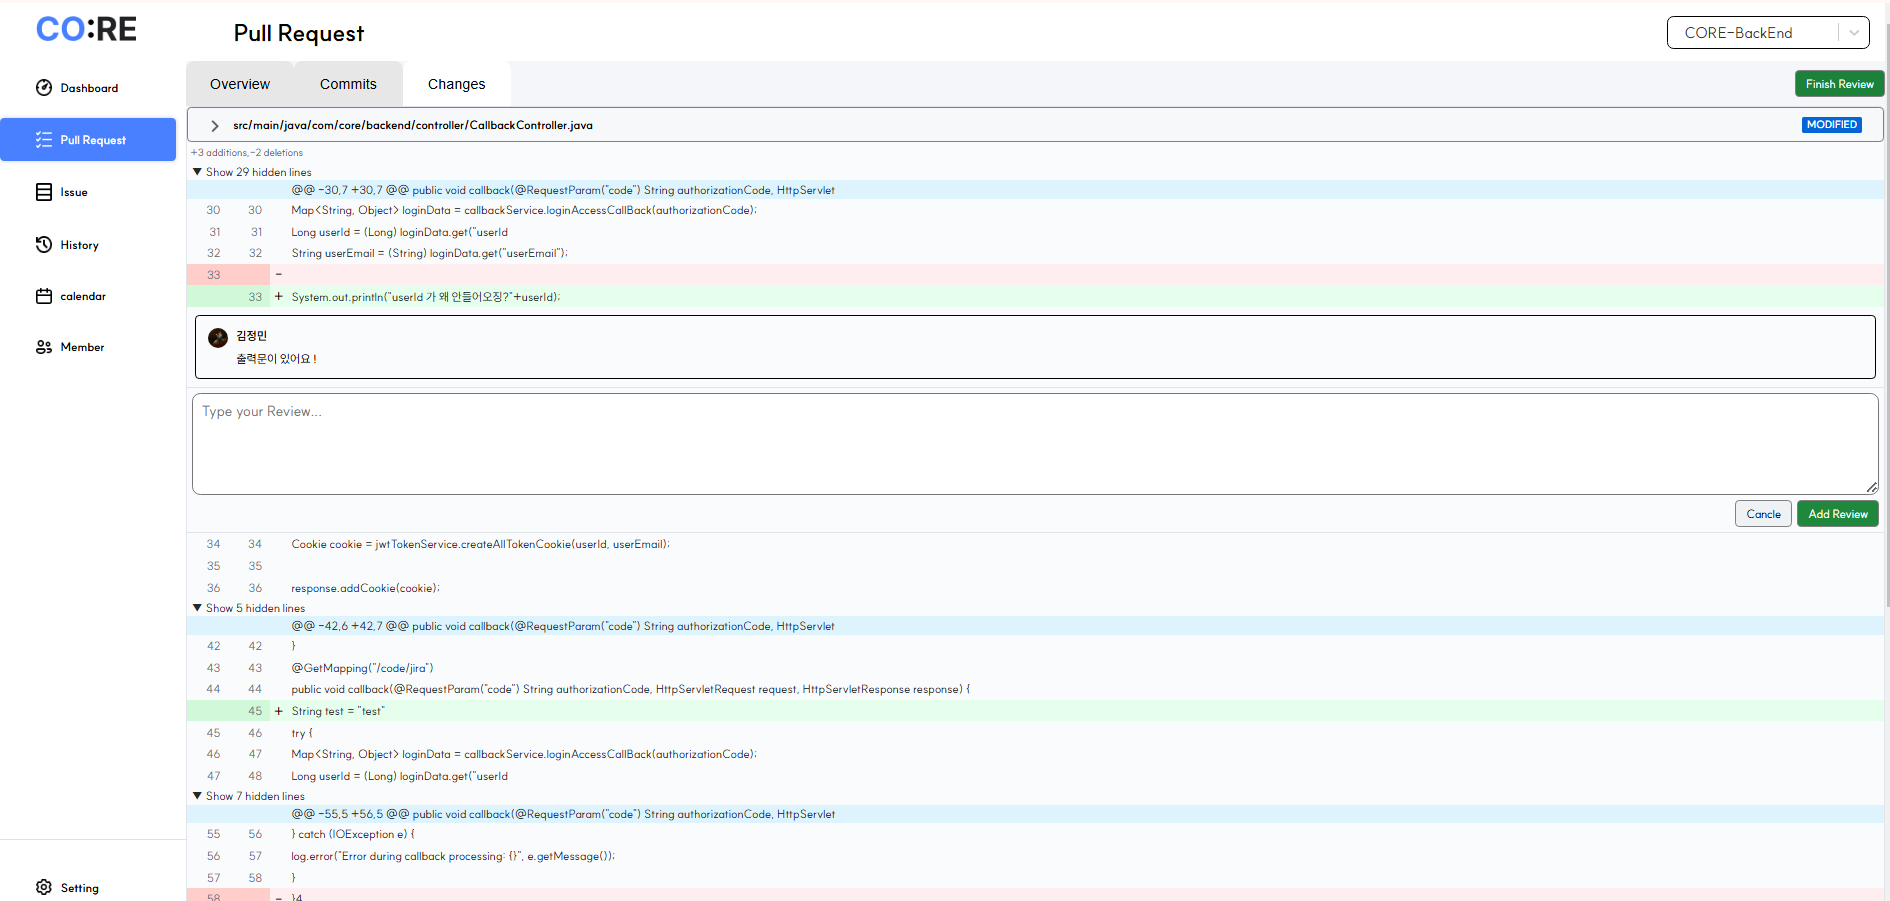 CO:RE
Pull Request
CORE-BackEnd
Dashboard
Pull Request
Issue
History
calendar
Member
Setting
Overview
Commits
Changes
Finish Review
src/main/java/com/core/backend/controller/CallbackController.java
MODIFIED
+3 additions,-2 deletions
▼ Show 29 hidden lines
@@ -30,7 +30,7 @@ public void callback(@RequestParam("code") String authorizationCode, HttpServlet
30 30 Map<String, Object> loginData = callbackService.loginAccessCallBack(authorizationCode);
31 31 Long userId = (Long) loginData.get("userId
32 32 String userEmail = (String) loginData.get("userEmail");
33 -
33 + System.out.println("userId 가 왜 안들어오징?"+userId);
김정민
출력문이 있어요 !
Type your Review...
Cancle
Add Review
34 34 Cookie cookie = jwtTokenService.createAllTokenCookie(userId, userEmail);
35 35
36 36 response.addCookie(cookie);
▼ Show 5 hidden lines
@@ -42,6 +42,7 @@ public void callback(@RequestParam("code") String authorizationCode, HttpServlet
42 42 }
43 43 @GetMapping("/code/jira")
44 44 public void callback(@RequestParam("code") String authorizationCode, HttpServletRequest request, HttpServletResponse response) {
45 + String test = "test"
45 46 try {
46 47 Map<String, Object> loginData = callbackService.loginAccessCallBack(authorizationCode);
47 48 Long userId = (Long) loginData.get("userId
▼ Show 7 hidden lines
@@ -55,5 +56,5 @@ public void callback(@RequestParam("code") String authorizationCode, HttpServlet
55 56 } catch (IOException e) {
56 57 log.error("Error during callback processing: {}", e.getMessage());
57 58 }
58 - }4